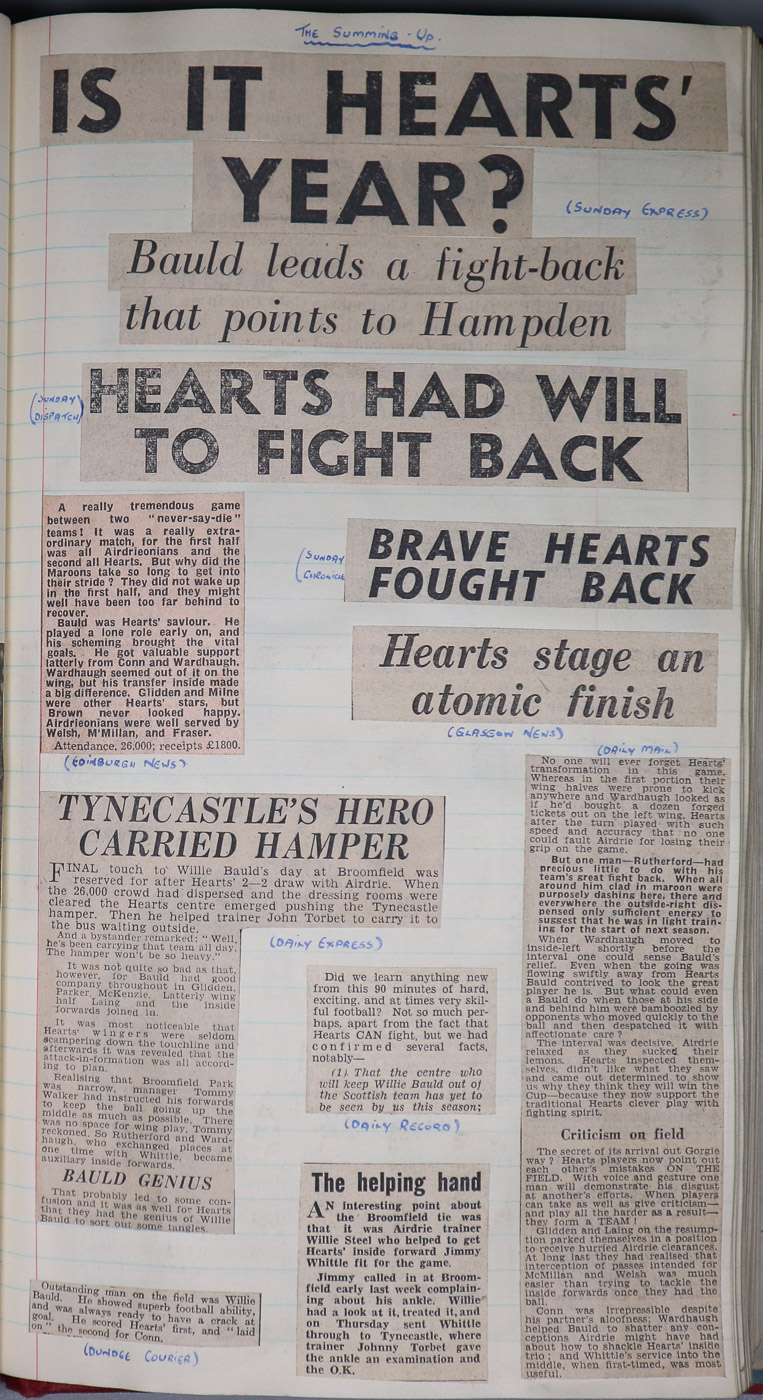 THE SUMMING-UP.
IS IT HEARTS'
YEAR?
(SUNDAY EXPRESS)
Bauld leads a fight-back
that points to Hampden
(SUNDAY
DISPATCH)
HEARTS HAD WILL
TO FIGHT BACK
A really tremendous game
between two "never-say-die"
teams! It was a really extra-
ordinary match, for the first half
was all Airdrieonians and the
second all Hearts. But why did the
Maroons take so long to get into
their stride? They did not wake up
in the first half, and they might
well have been too far behind to
recover.
Bauld was Hearts' saviour. He
played a lone role early on, and
his scheming brought the vital
goals. He got valuable support
latterly from Conn and Wardhaugh.
Wardhaugh seemed out of it on the
wing, but his transfer inside made
a big difference. Glidden and Milne
were other Hearts' stars, but
Brown never looked happy.
Airdrieonians were well served by
Welsh, M'Millan, and Fraser.
Attendance. 26,000; receipts £1800.
(EDINBURGH NEWS)
(SUNDAY
CHRONICLE
BRAVE HEARTS
FOUGHT BACK
Hearts stage an
atomic finish
(GLASGOW NEWS)
TYNECASTLE'S HERO
CARRIED HAMPER
FINAL touch to Willie Bauld's day at Broomfield was
reserved for after Hearts' 2—2 draw with Airdrie. When
the 26,000 crowd had dispersed and the dressing rooms were
cleared the Hearts centre emerged pushing the Tynecastle
hamper. Then he helped trainer John Torbet to carry it to
the bus waiting outside.
And a bystander remarked: "Well,
he's been carrying that team all day.
The hamper won't be so heavy."
It was not quite so bad as that,
however, for Bauld had good
company throughout in Glidden,
Parker, McKenzie. Latterly wing
half Laing and the inside
forwards joined in.
It was most noticeable that
Hearts' wingers were seldom
scampering down the touchline and
afterwards it was revealed that the
attack-in-formation was all accord-
ing to plan.
Realising that Broomfield Park
was narrow, manager Tommy
Walker had instructed his forwards
to keep the ball going up the
middle as much as possible. There
was no space for wing play, Tommy
reckoned. So Rutherford and Ward-
haugh, who exchanged places at
one time with Whittle, became
auxiliary inside forwards.
BAULD GENIUS
That probably led to some con-
fusion and it was as well for Hearts
that they had the genius of Willie
Bauld to sort out some tangles.
(DAILY EXPRESS)
Outstanding man on the field was Willie
Bauld. He showed superb football ability,
and was always ready to have a crack at
goal. He scored Hearts' first, and "laid
on" the second for Conn.
(DUNDEE COURIER)
Did we learn anything new
from this 90 minutes of hard,
exciting, and at times very skil-
ful football? Not so much per-
haps, apart from the fact that
Hearts CAN fight, but we had
confirmed several facts,
notably—
(1) That the centre who
will keep Willie Bauld out of
the Scottish team has yet to
be seen by us this season;
(DAILY RECORD)
The helping hand
AN interesting point about
the Broomfield tie was
that it was Airdrie trainer
Willie Steel who helped to get
Hearts' inside forward Jimmy
Whittle fit for the game.
Jimmy called in at Broom-
field early last week complain-
ing about his ankle. Willie
had a look at it, treated it, and
on Thursday sent Whittle
through to Tynecastle, where
trainer Johnny Torbet gave
the ankle an examination and
the O.K.
(DAILY MAIL)
No one will ever forget Hearts'
transformation in this game.
Whereas in the first portion their
wing halves were prone to kick
anywhere and Wardhaugh looked as
if he'd bought a dozen forged
tickets out on the left wing. Hearts
after the turn played with such
speed and accuracy that no one
could fault Airdrie for losing their
grip on the game.
But one man—Rutherford—had
precious little to do with his
team's great fight back. When all
around him clad in maroon were
purposely dashing here, there and
everywhere the outside-right dis-
pensed only sufficient energy to
suggest that he was in light train-
ing for the start of next season.
When Wardhaugh moved to
inside-left shortly before the
interval one could sense Bauld's
relief. Even when the going was
flowing swiftly away from Hearts
Bauld contrived to look the great
player he is. But what could even
a Bauld do when those at his side
and behind him were bamboozled by
opponents who moved quickly to the
ball and then despatched it with
affectionate care?
The interval was decisive. Airdrie
relaxed as they sucked their
lemons. Hearts inspected them-
selves, didn't like what they saw
and came out determined to show
us why they think they will win the
Cup—because they now support the
traditional Hearts clever play with
fighting spirit.
Criticism on field
The secret of its arrival out Gorgie
way? Hearts players now point out
each other's mistakes ON THE
FIELD. With voice and gesture one
man will demonstrate his disgust
at another's efforts. When players
can take as well as give criticism—
and play all the harder as a result—
they form a TEAM!
Glidden and Laing on the resump-
tion parked themselves in a position
to receive hurried Airdrie clearances.
At long last they had realised that
interception of passes intended for
McMillan and Welsh was much
easier than trying to tackle the
inside forwards once they had the
ball.
Conn was irrepressible despite
his partner's aloofness; Wardhaugh
helped Bauld to shatter any con-
ceptions Airdrie might have had
about how to shackle Hearts' inside
trio; and Whittle's service into the
middle, when first-timed, was most
useful.